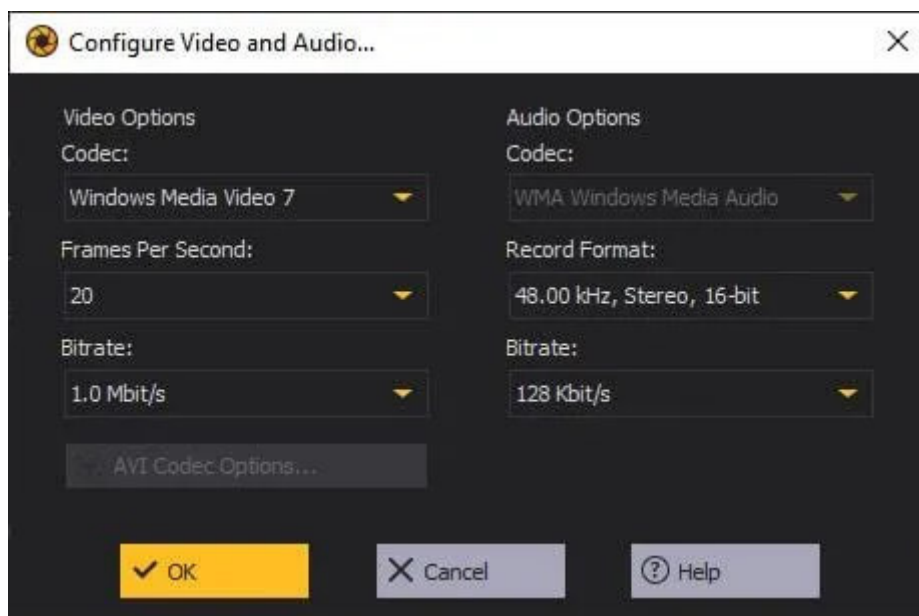 Configure Video and Audio...
Video Options
Codec:
Windows Media Video 7
Frames Per Second:
20
Bitrate:
1.0 Mbit/s
AVI Codec Options...
Audio Options
Codec:
WMA Windows Media Audio
Record Format:
48.00 kHz, Stereo, 16-bit
Bitrate:
128 Kbit/s
OK
Cancel
Help